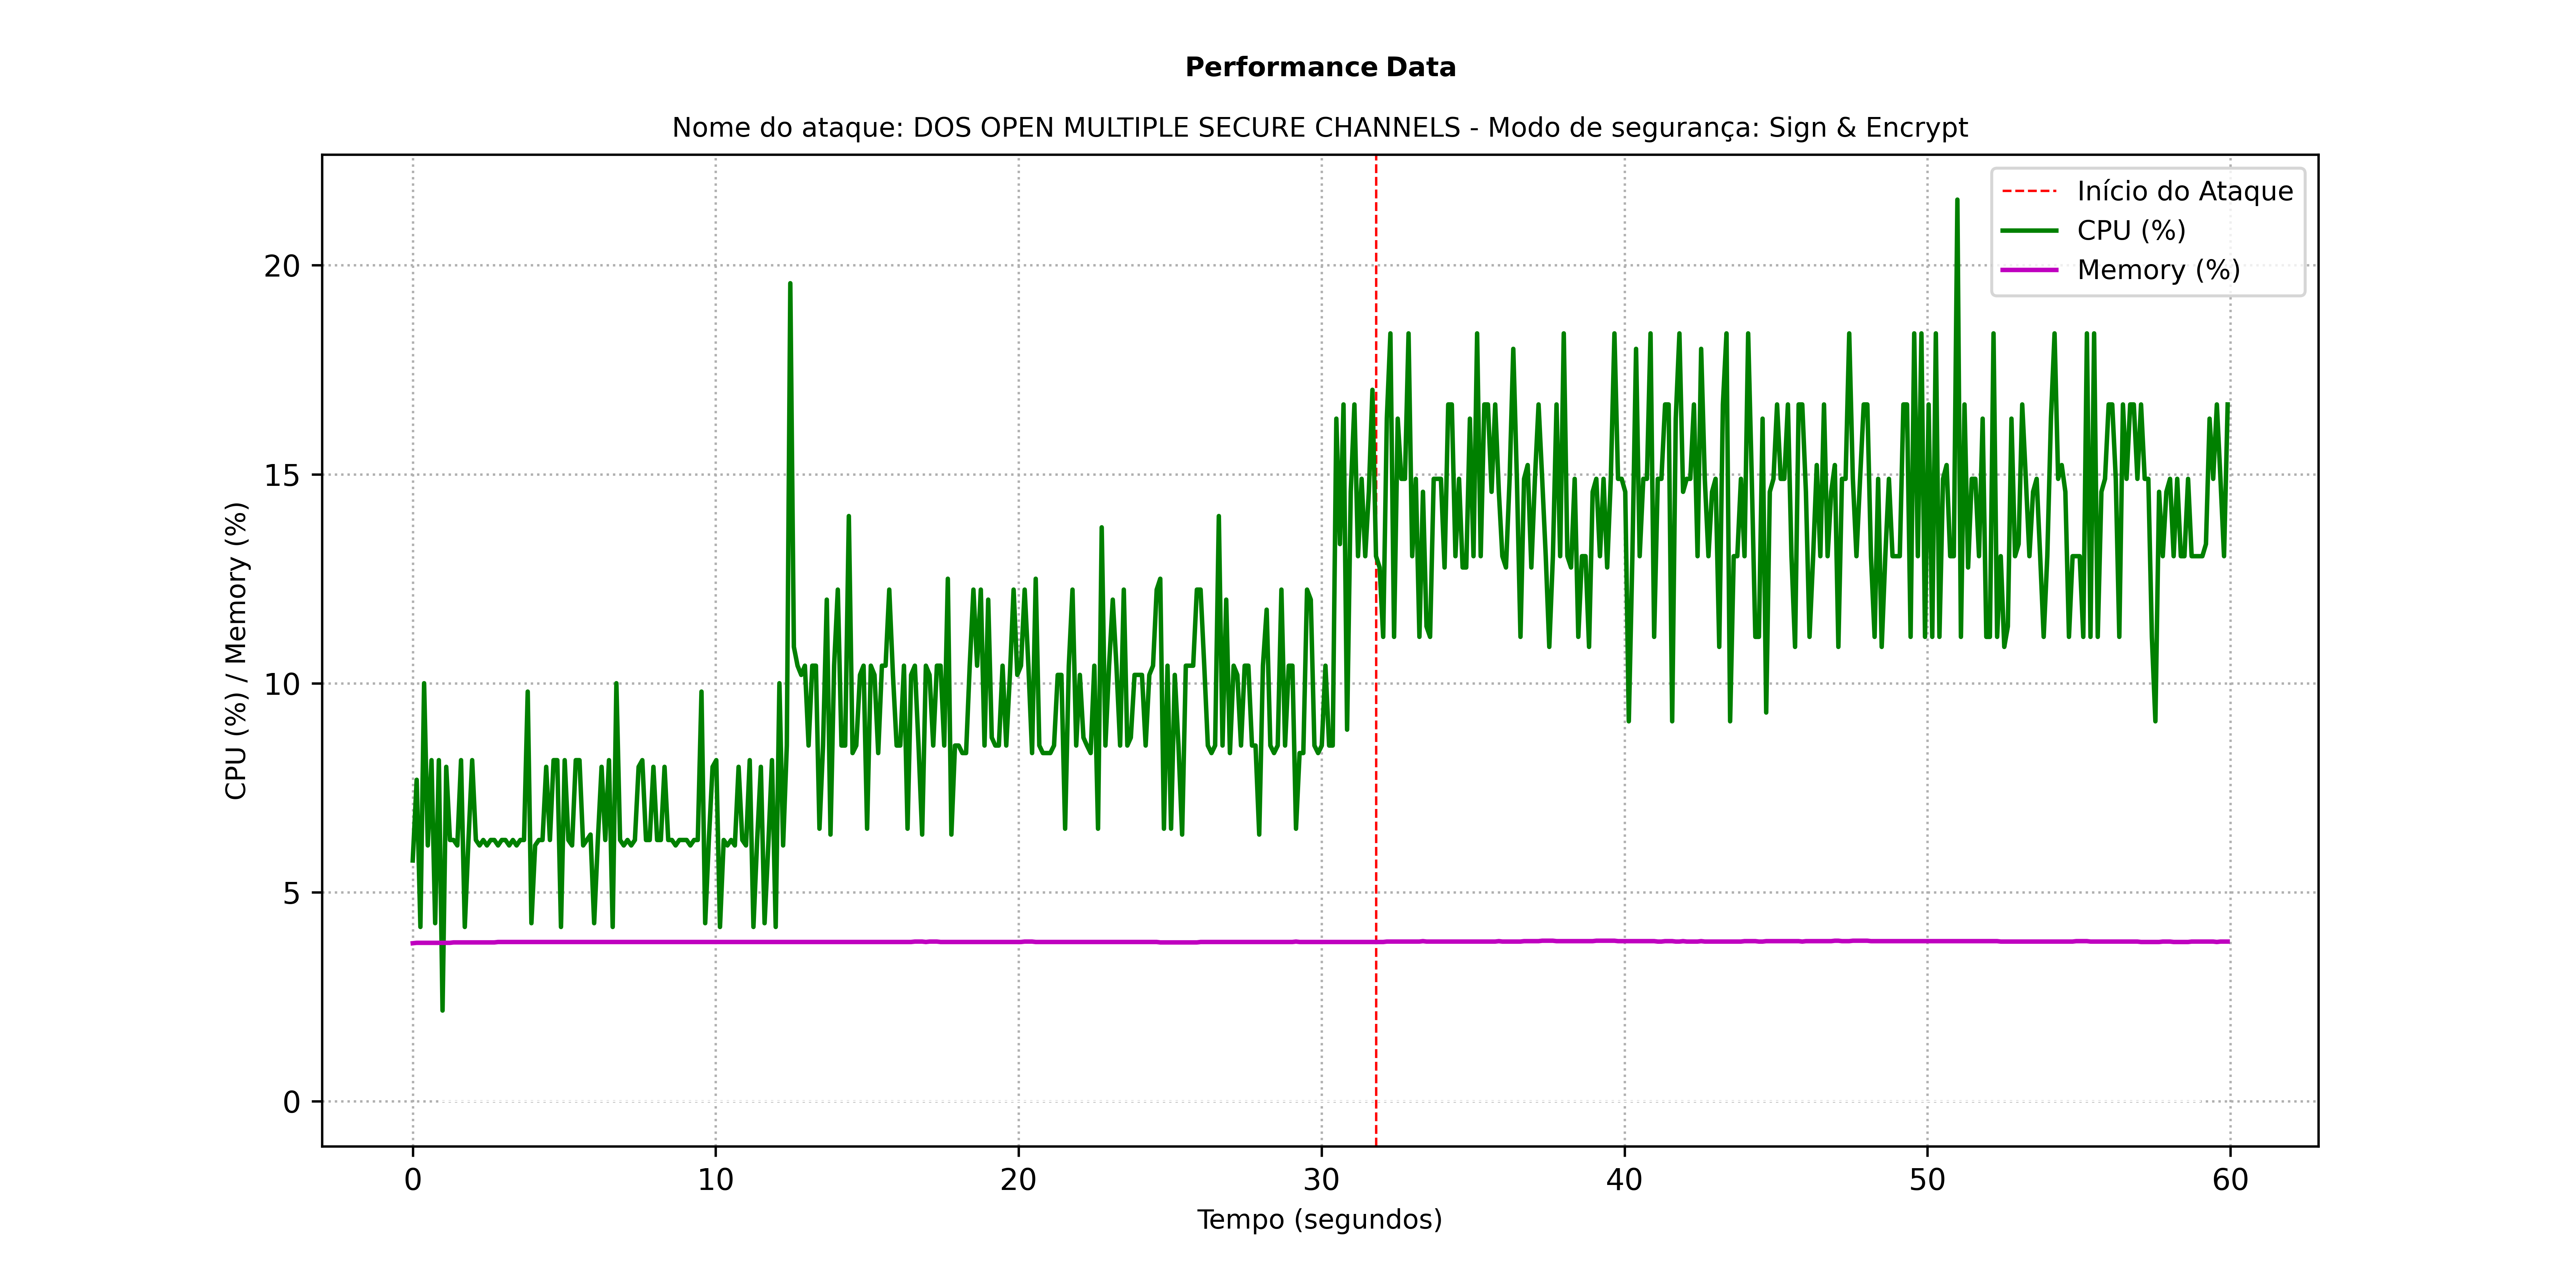 Performance Data
Nome do ataque: DOS OPEN MULTIPLE SECURE CHANNELS - Modo de segurança: Sign & Encrypt
Início do Ataque
CPU (%)
Memory (%)
CPU (%) / Memory (%)
20
15
10
5
0
0 10 20 30 40 50 60
Tempo (segundos)